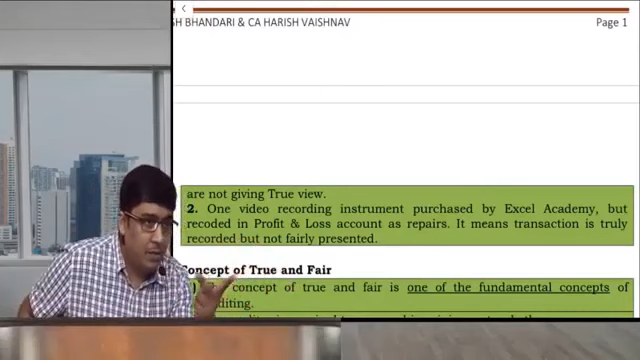 SH BHANDARI & CA HARISH VAISHNAV Page 1
are not giving True view.
2. One video recording instrument purchased by Excel Academy, but
recoded in Profit & Loss account as repairs. It means transaction is truly
recorded but not fairly presented.
Concept of True and Fair
concept of true and fair is one of the fundamental concepts of
diting.